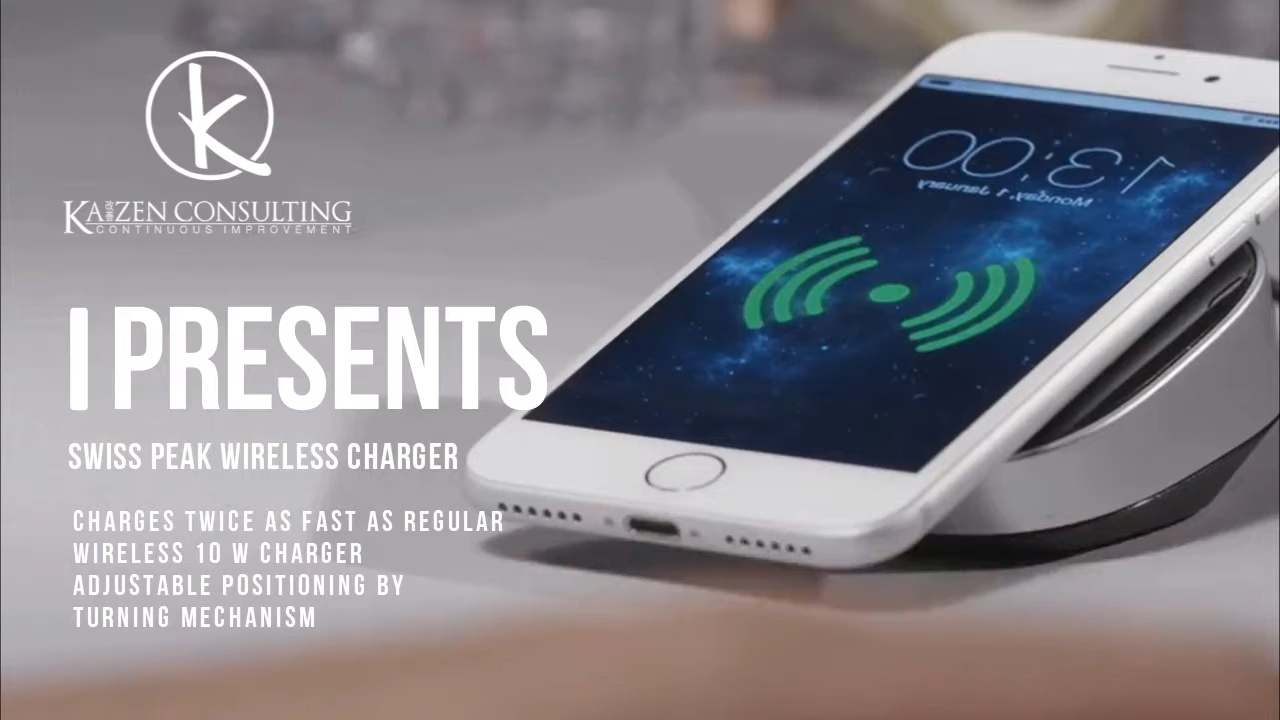 K
KAIZEN CONSULTING
CONTINUOUS IMPROVEMENT
I PRESENTS
SWISS PEAK WIRELESS CHARGER
CHARGES TWICE AS FAST AS REGULAR
WIRELESS 10 W CHARGER
ADJUSTABLE POSITIONING BY
TURNING MECHANISM
13:00
Monday, 1 January